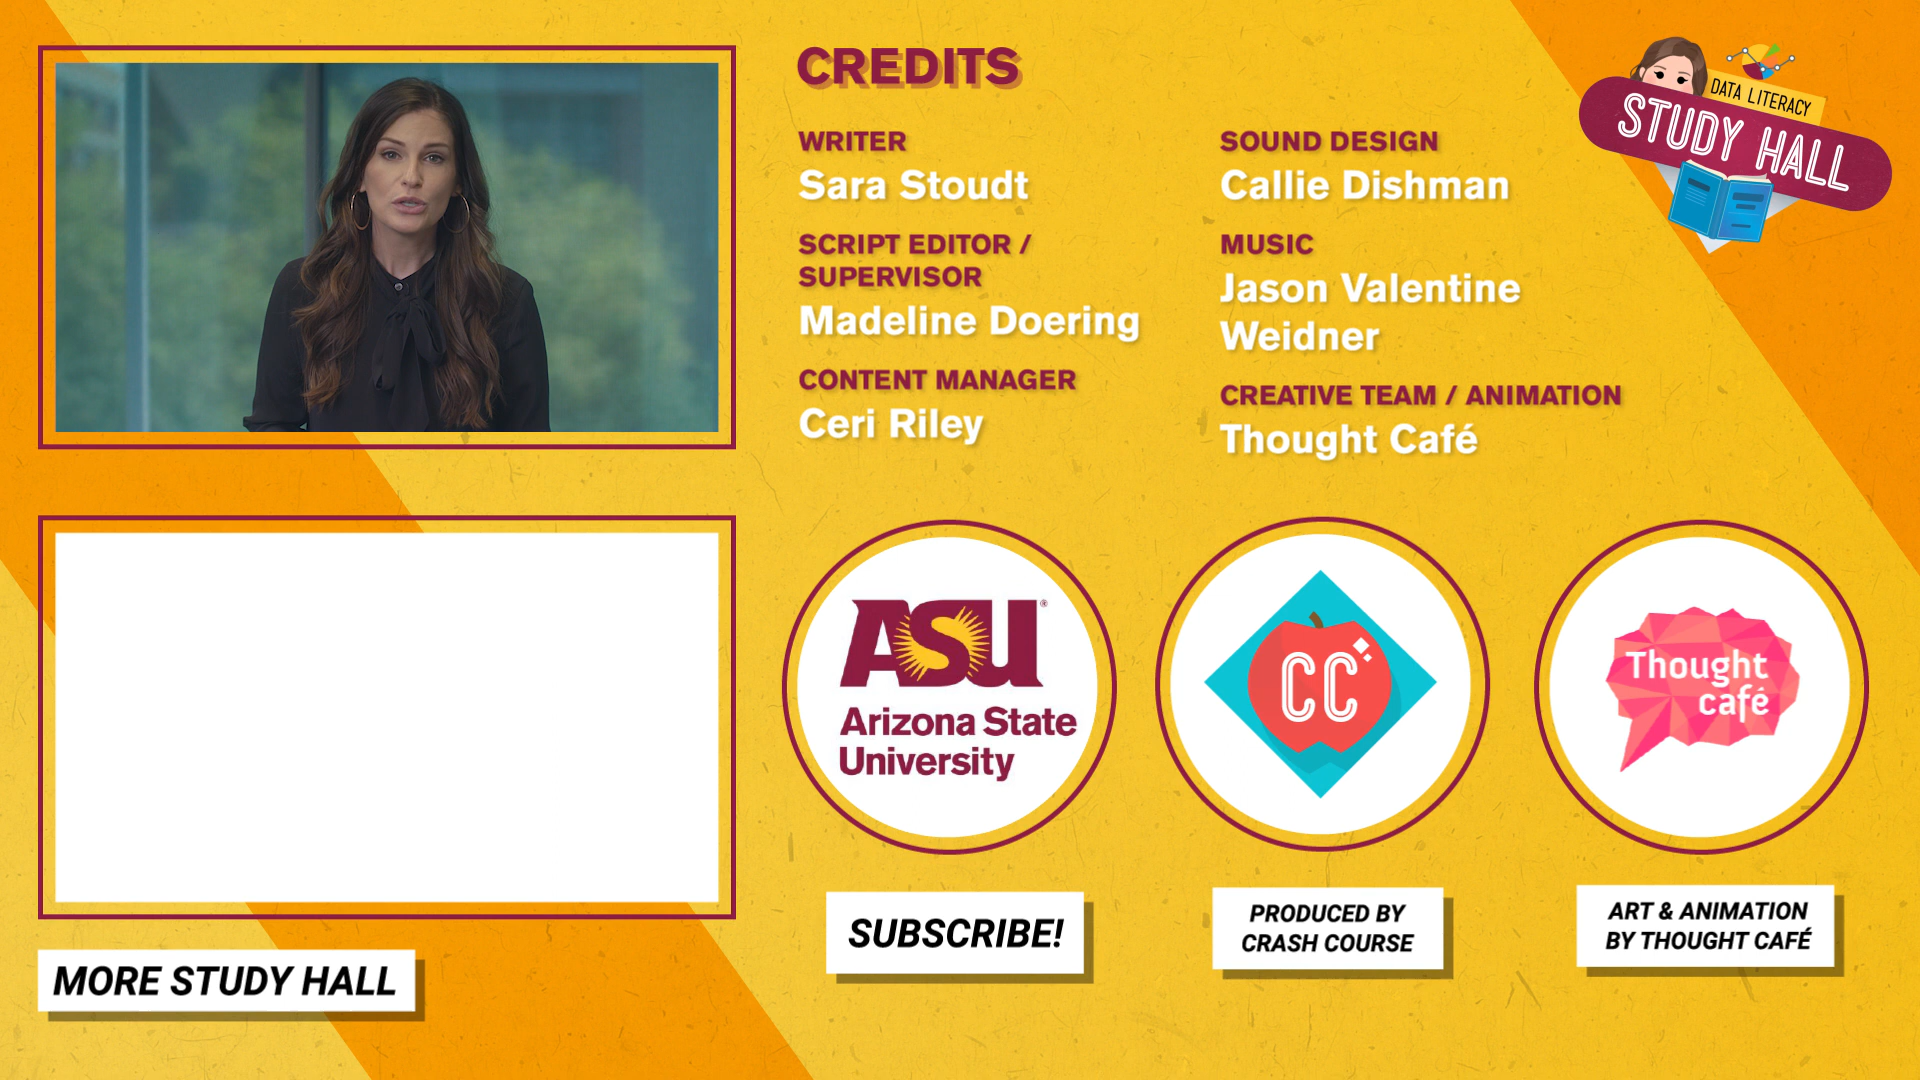 CREDITS
WRITER
Sara Stoudt
SCRIPT EDITOR /
SUPERVISOR
Madeline Doering
CONTENT MANAGER
Ceri Riley
SOUND DESIGN
Callie Dishman
MUSIC
Jason Valentine
Weidner
CREATIVE TEAM / ANIMATION
Thought Café
DATA LITERACY
STUDY HALL
ASU®
Arizona State
University
CC
Thought
café
SUBSCRIBE!
PRODUCED BY
CRASH COURSE
ART & ANIMATION
BY THOUGHT CAFÉ
MORE STUDY HALL